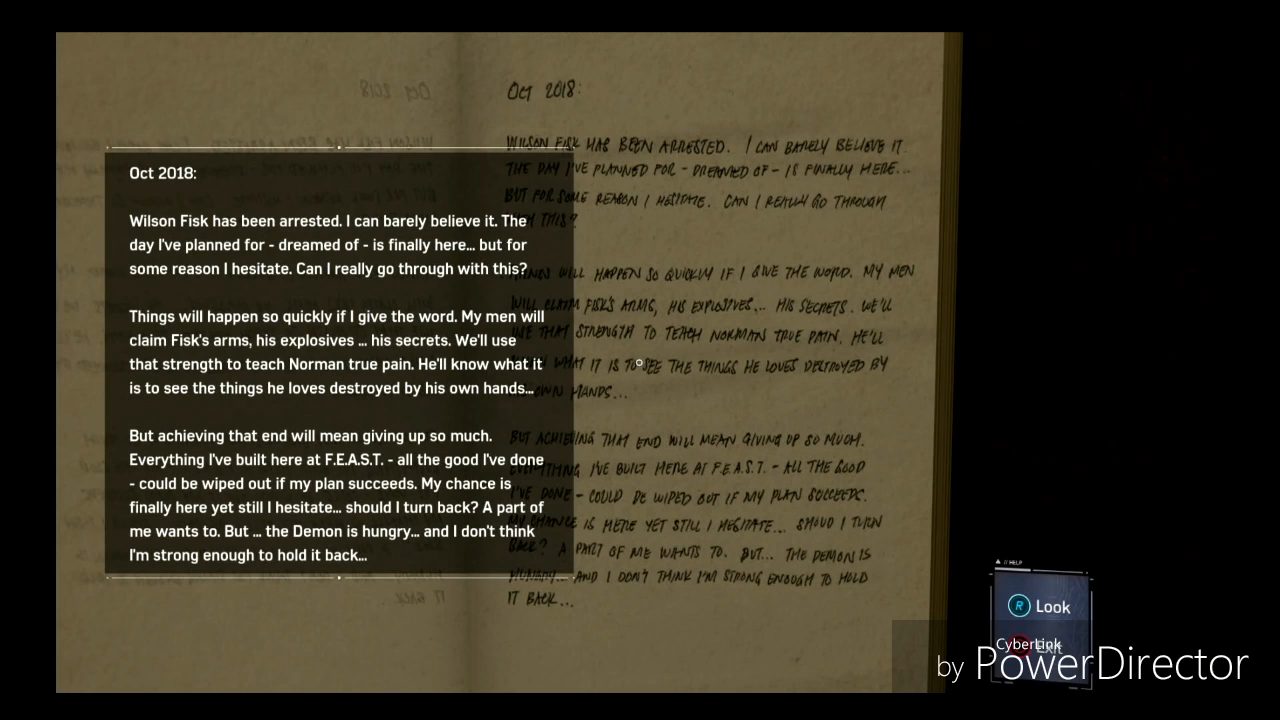 Oct 2018:
Wilson Fisk has been arrested. I can barely believe it. The
day I've planned for - dreamed of - is finally here... but for
some reason I hesitate. Can I really go through with this?
Things will happen so quickly if I give the word. My men will
claim Fisk's arms, his explosives ... his secrets. We'll use
that strength to teach Norman true pain. He'll know what it
is to see the things he loves destroyed by his own hands...
But achieving that end will mean giving up so much.
Everything I've built here at F.E.A.S.T. - all the good I've done
- could be wiped out if my plan succeeds. My chance is
finally here yet still I hesitate... should I turn back? A part of
me wants to. But ... the Demon is hungry... and I don't think
I'm strong enough to hold it back...
OCT 2018:
WILSON FISK HAS BEEN ARRESTED. I CAN BARELY BELIEVE IT.
THE DAY I'VE PLANNED FOR - DREAMED OF - IS FINALLY HERE...
BUT FOR SOME REASON I HESITATE. CAN I REALLY GO THROUGH
THIS?
WILL HAPPEN SO QUICKLY IF I GIVE THE WORD. MY MEN
WILL CLAIM FISK'S ARMS, HIS EXPLOSIVES... HIS SECRETS. WE'LL
USE THAT STRENGTH TO TEACH NORMAN TRUE PAIN. HE'LL
WHAT IT IS TO SEE THE THINGS HE LOVES DESTROYED BY
OWN HANDS...
BUT ACHIEVING THAT END WILL MEAN GIVING UP SO MUCH.
EVERYTHING I'VE BUILT HERE AT F.E.A.S.T. - ALL THE GOOD
I'VE DONE - COULD BE WIPED OUT IF MY PLAN SUCCEEDS.
MY CHANCE IS HERE YET STILL I HESITATE... SHOULD I TURN
BACK? A PART OF ME WANTS TO. BUT... THE DEMON IS
HUNGRY... AND I DON'T THINK I'M STRONG ENOUGH TO HOLD
IT BACK...
// HELP
R Look
Exit
CyberLink
by PowerDirector